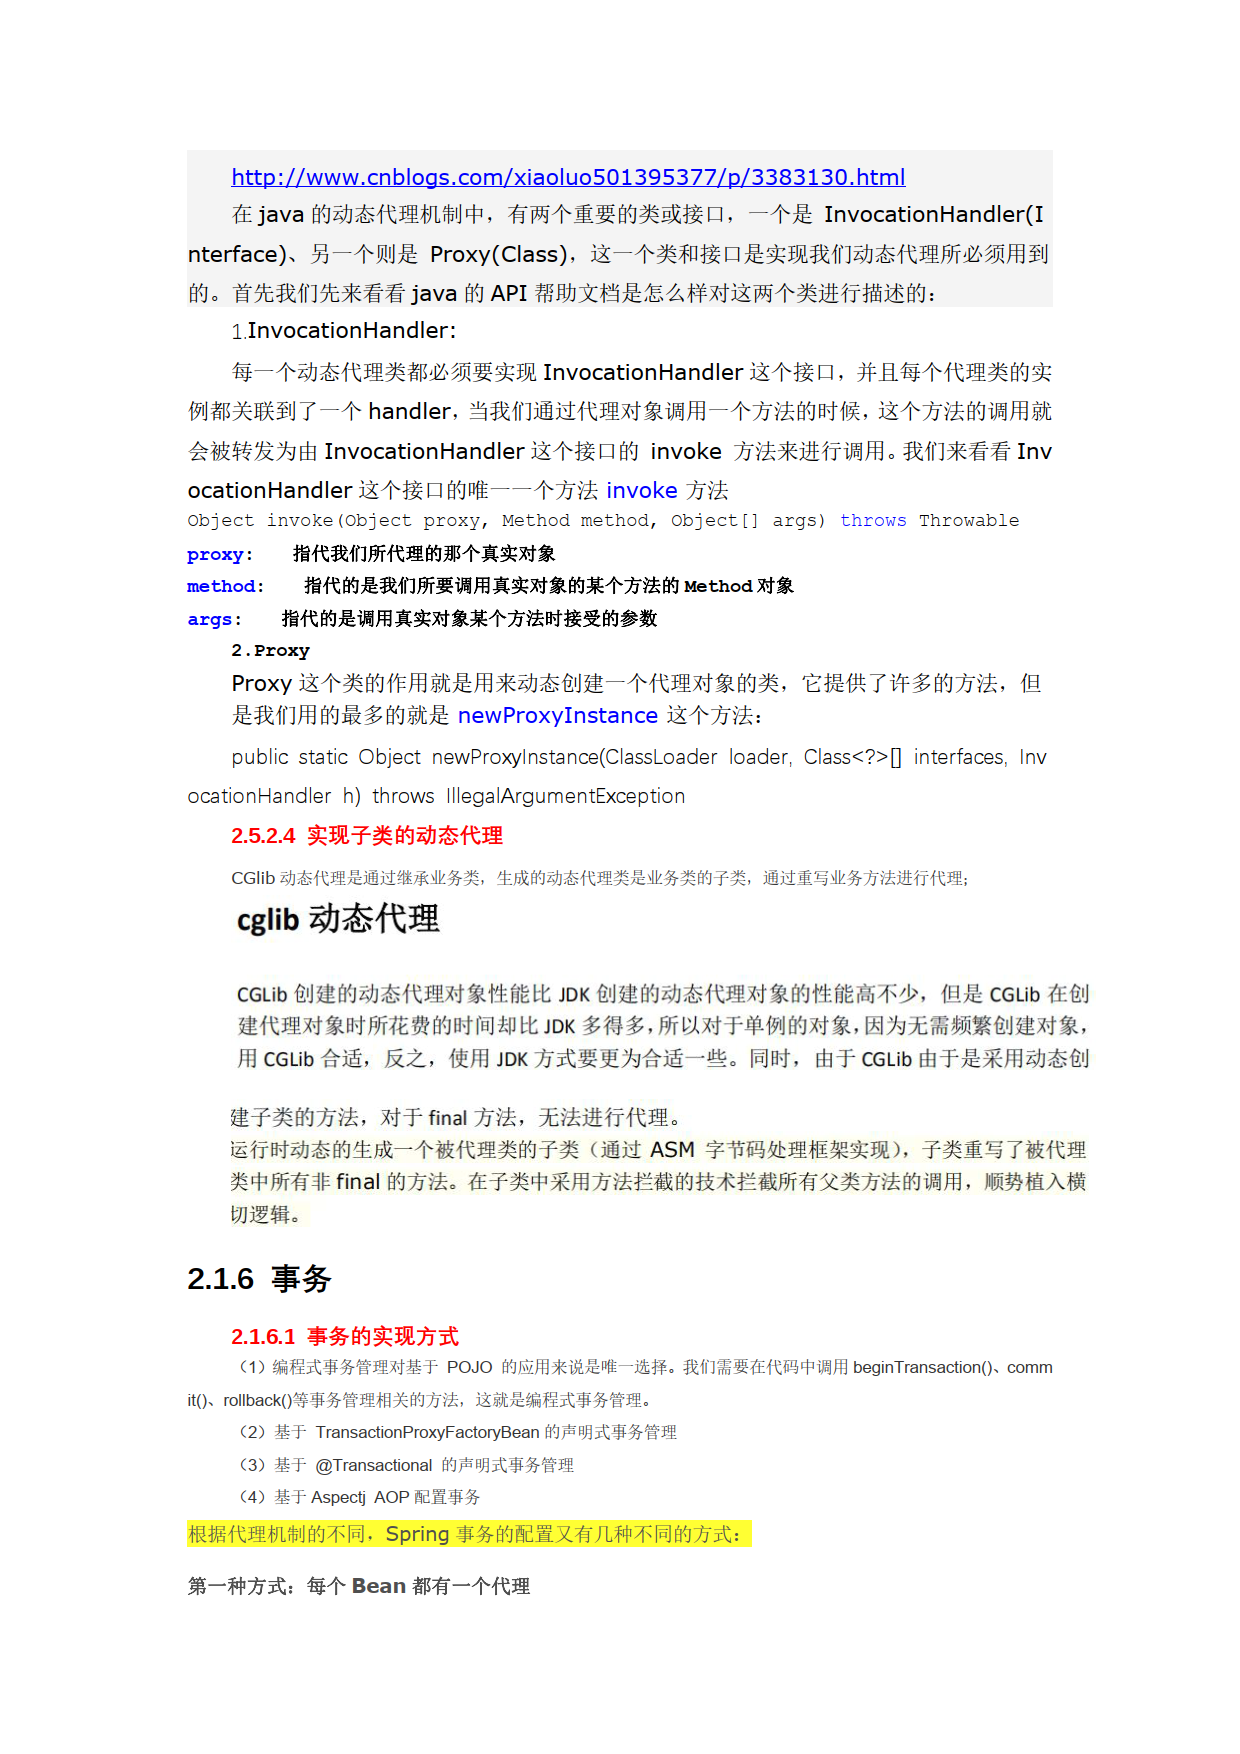 http://www.cnblogs.com/xiaoluo501395377/p/3383130.html
在 java 的动态代理机制中，有两个重要的类或接口，一个是 InvocationHandler(I
nterface)、另一个则是 Proxy(Class)，这一个类和接口是实现我们动态代理所必须用到
的。首先我们先来看看 java 的 API 帮助文档是怎么样对这两个类进行描述的：
1.InvocationHandler:
每一个动态代理类都必须要实现 InvocationHandler 这个接口，并且每个代理类的实
例都关联到了一个 handler，当我们通过代理对象调用一个方法的时候，这个方法的调用就
会被转发为由 InvocationHandler 这个接口的 invoke 方法来进行调用。我们来看看 Inv
ocationHandler 这个接口的唯一一个方法 invoke 方法
Object invoke(Object proxy, Method method, Object[] args) throws Throwable
proxy: 指代我们所代理的那个真实对象
method: 指代的是我们所要调用真实对象的某个方法的 Method 对象
args: 指代的是调用真实对象某个方法时接受的参数
2.Proxy
Proxy 这个类的作用就是用来动态创建一个代理对象的类，它提供了许多的方法，但
是我们用的最多的就是 newProxyInstance 这个方法：
public static Object newProxyInstance(ClassLoader loader, Class<?>[] interfaces, Inv
ocationHandler h) throws IllegalArgumentException
2.5.2.4 实现子类的动态代理
CGlib 动态代理是通过继承业务类，生成的动态代理类是业务类的子类，通过重写业务方法进行代理;
cglib 动态代理
CGLib 创建的动态代理对象性能比 JDK 创建的动态代理对象的性能高不少，但是 CGLib 在创
建代理对象时所花费的时间却比 JDK 多得多，所以对于单例的对象，因为无需频繁创建对象，
用 CGLib 合适，反之，使用 JDK 方式要更为合适一些。同时，由于 CGLib 由于是采用动态创
建子类的方法，对于 final 方法，无法进行代理。
运行时动态的生成一个被代理类的子类（通过 ASM 字节码处理框架实现），子类重写了被代理
类中所有非 final 的方法。在子类中采用方法拦截的技术拦截所有父类方法的调用，顺势植入横
切逻辑。
2.1.6 事务
2.1.6.1 事务的实现方式
（1）编程式事务管理对基于 POJO 的应用来说是唯一选择。我们需要在代码中调用 beginTransaction()、comm
it()、rollback()等事务管理相关的方法，这就是编程式事务管理。
（2）基于 TransactionProxyFactoryBean 的声明式事务管理
（3）基于 @Transactional 的声明式事务管理
（4）基于 Aspectj AOP 配置事务
根据代理机制的不同，Spring 事务的配置又有几种不同的方式：
第一种方式：每个 Bean 都有一个代理